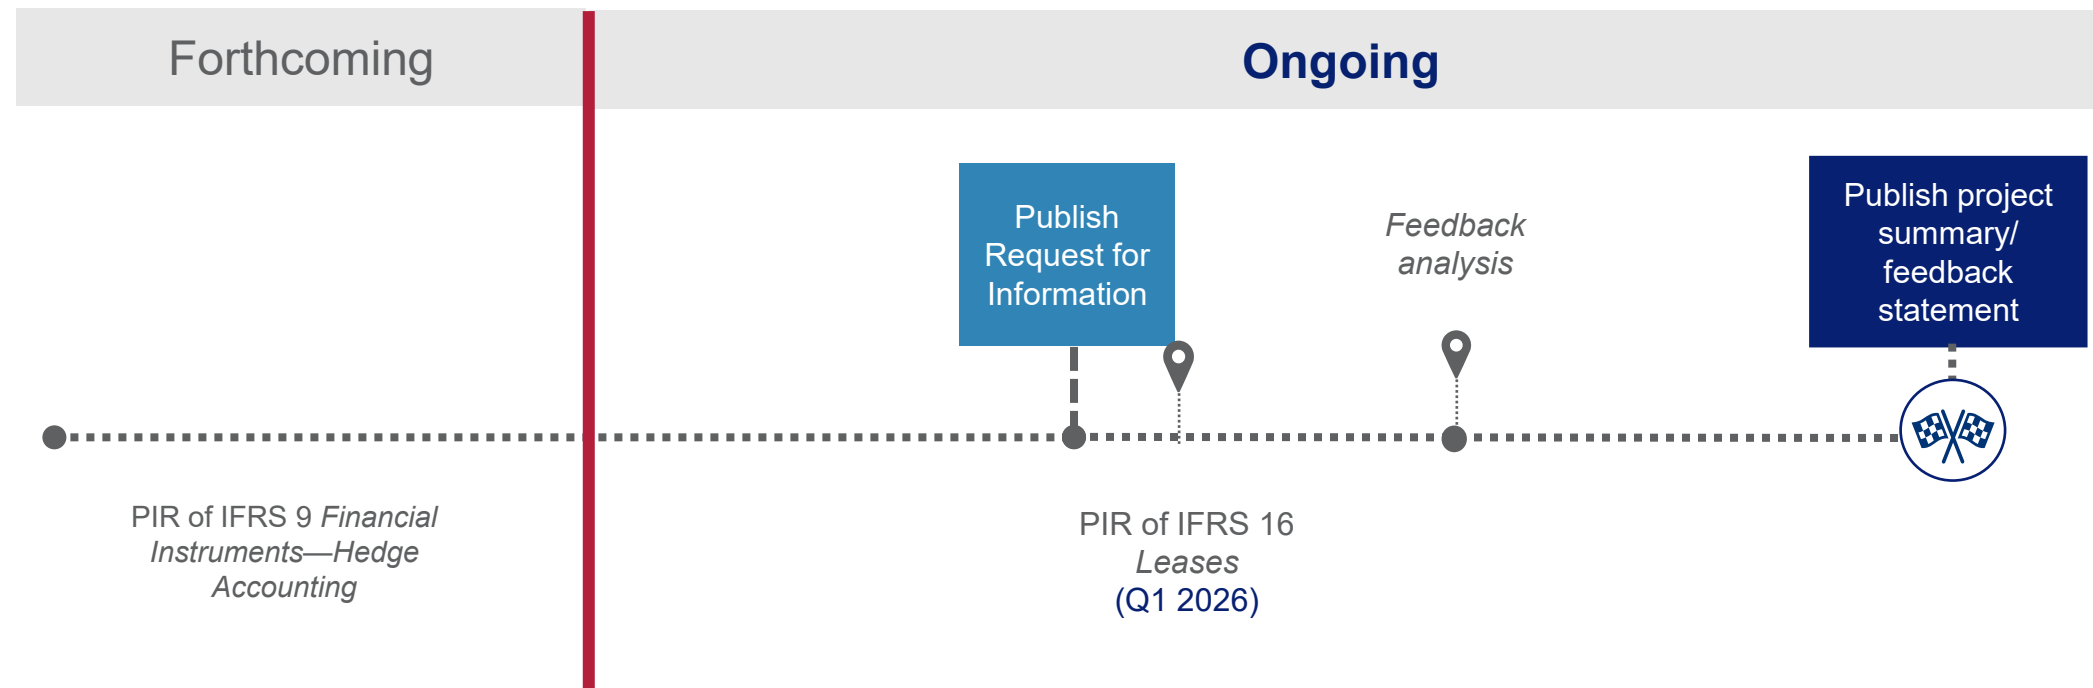 Forthcoming
Ongoing
Publish
Request for
Information
Feedback
analysis
Publish project
summary/
feedback
statement
PIR of IFRS 9 Financial
Instruments—Hedge
Accounting
PIR of IFRS 16
Leases
(Q1 2026)